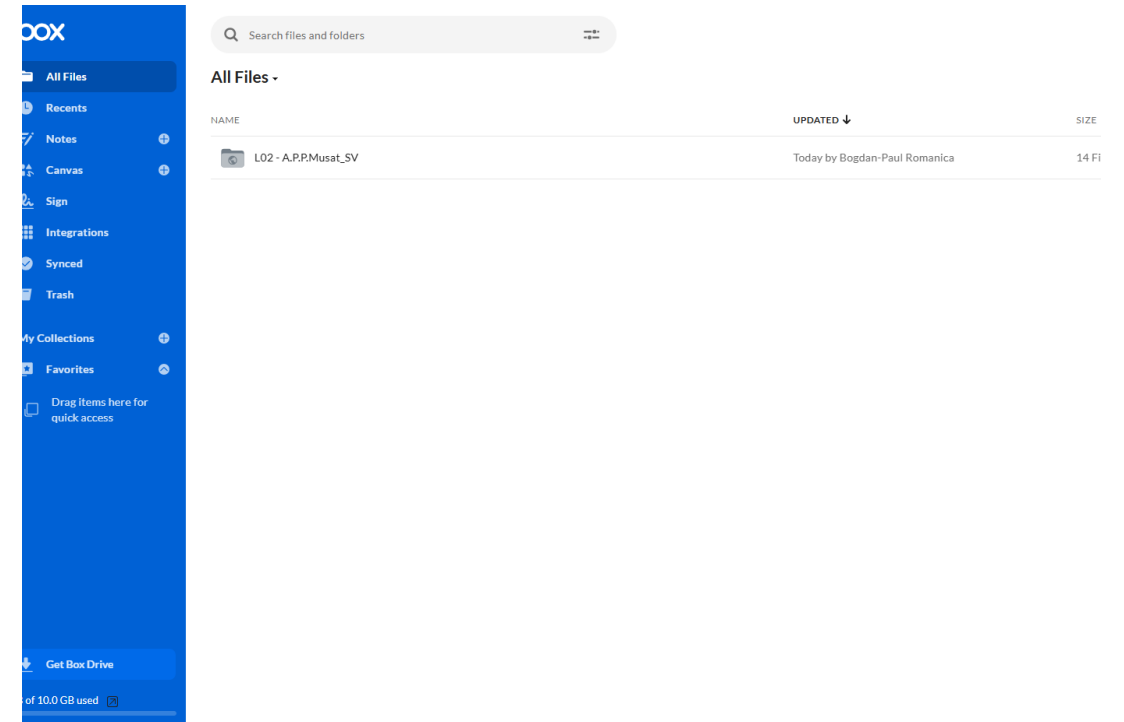 box
All Files
Recents
Notes
Canvas
Sign
Integrations
Synced
Trash
My Collections
Favorites
Drag items here for
quick access
Get Box Drive
of 10.0 GB used
Search files and folders
All Files
NAME UPDATED SIZE
L02 - A.P.P.Musat_SV Today by Bogdan-Paul Romanica 14 Fi